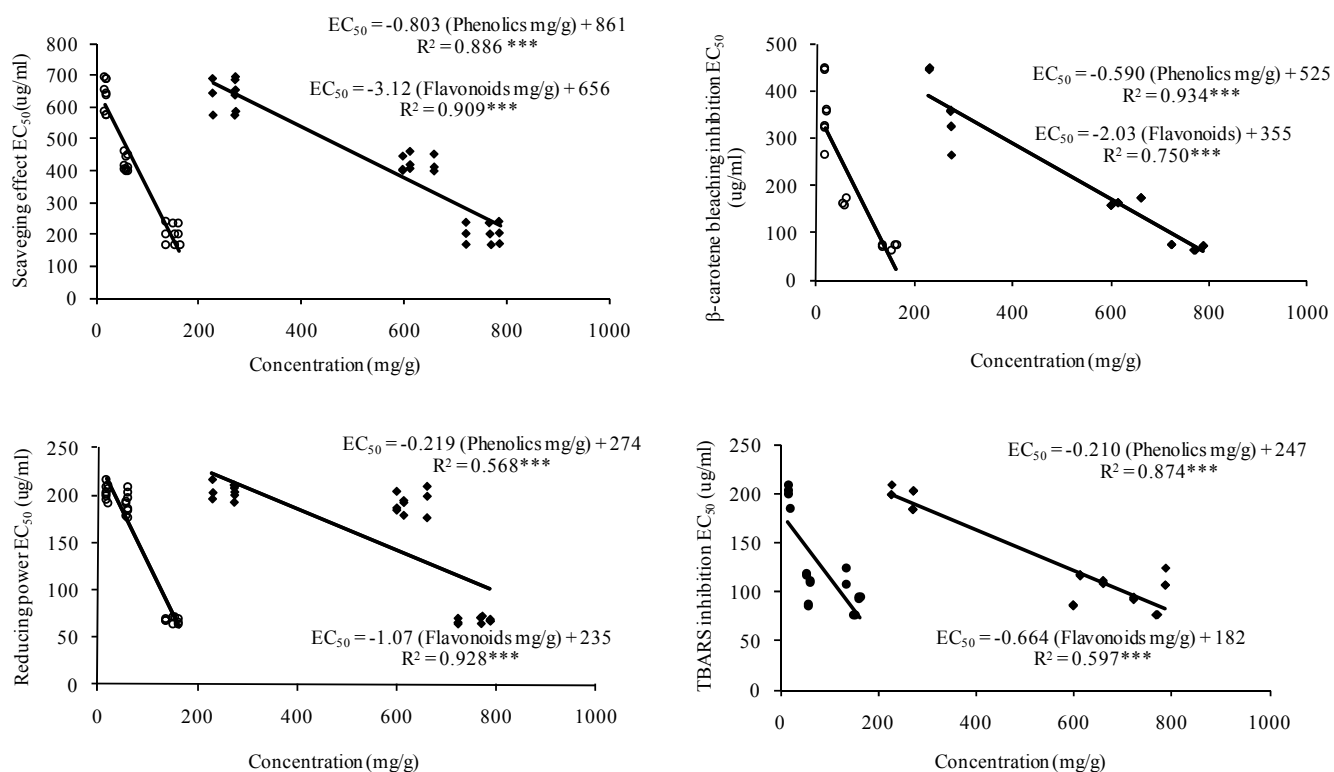 EC50 = -0.803 (Phenolics mg/g) + 861
R2 = 0.886 ***
EC50 = -3.12 (Flavonoids mg/g) + 656
R2 = 0.909***
Scaveging effect EC50(ug/ml)
800
700
600
500
400
300
200
100
0
0 200 400 600 800 1000
Concentration (mg/g)
EC50 = -0.590 (Phenolics mg/g) + 525
R2 = 0.934***
EC50 = -2.03 (Flavonoids) + 355
R2 = 0.750***
β-carotene bleaching inhibition EC50
(ug/ml)
500
400
300
200
100
0
0 200 400 600 800 1000
Concentration (mg/g)
EC50 = -0.219 (Phenolics mg/g) + 274
R2 = 0.568***
EC50 = -1.07 (Flavonoids mg/g) + 235
R2 = 0.928***
Reducing power EC50 (ug/ml)
250
200
150
100
50
0
0 200 400 600 800 1000
Concentration (mg/g)
EC50 = -0.210 (Phenolics mg/g) + 247
R2 = 0.874***
EC50 = -0.664 (Flavonoids mg/g) + 182
R2 = 0.597***
TBARS inhibition EC50 (ug/ml)
250
200
150
100
50
0
0 200 400 600 800 1000
Concentration (mg/g)